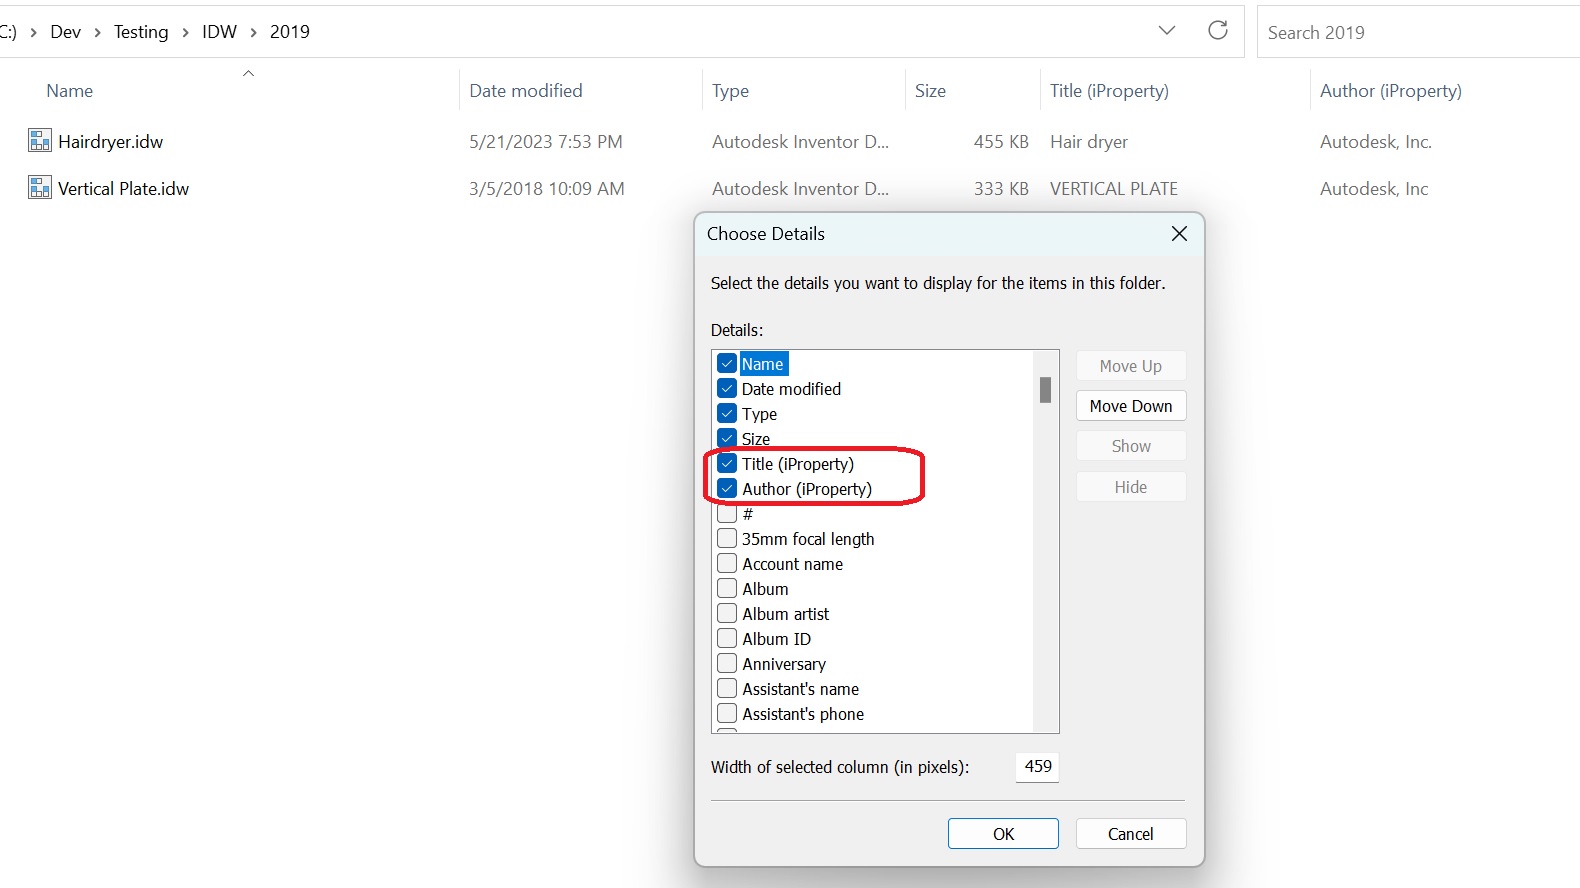 C:) > Dev > Testing > IDW > 2019
Search 2019
Name Date modified Type Size Title (iProperty) Author (iProperty)
Hairdryer.idw 5/21/2023 7:53 PM Autodesk Inventor D... 455 KB Hair dryer Autodesk, Inc.
Vertical Plate.idw 3/5/2018 10:09 AM Autodesk Inventor D... 333 KB VERTICAL PLATE Autodesk, Inc
Choose Details
Select the details you want to display for the items in this folder.
Details:
Name
Date modified
Type
Size
Title (iProperty)
Author (iProperty)
#
35mm focal length
Account name
Album
Album artist
Album ID
Anniversary
Assistant's name
Assistant's phone
Move Up
Move Down
Show
Hide
Width of selected column (in pixels): 459
OK Cancel